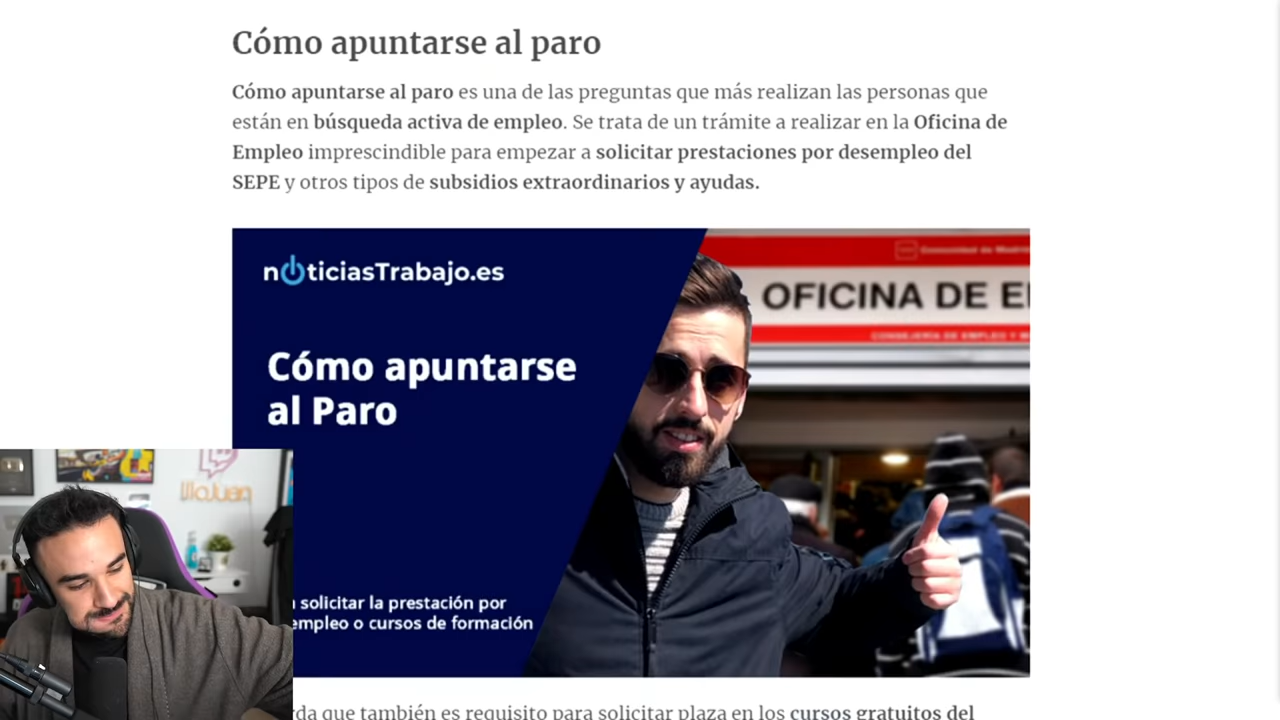 Cómo apuntarse al paro
Cómo apuntarse al paro es una de las preguntas que más realizan las personas que
están en búsqueda activa de empleo. Se trata de un trámite a realizar en la Oficina de
Empleo imprescindible para empezar a solicitar prestaciones por desempleo del
SEPE y otros tipos de subsidios extraordinarios y ayudas.
noticiasTrabajo.es
OFICINA DE E
Cómo apuntarse
al Paro
solicitar la prestación por
empleo o cursos de formación
que también es requisito para solicitar plaza en los cursos gratuitos del